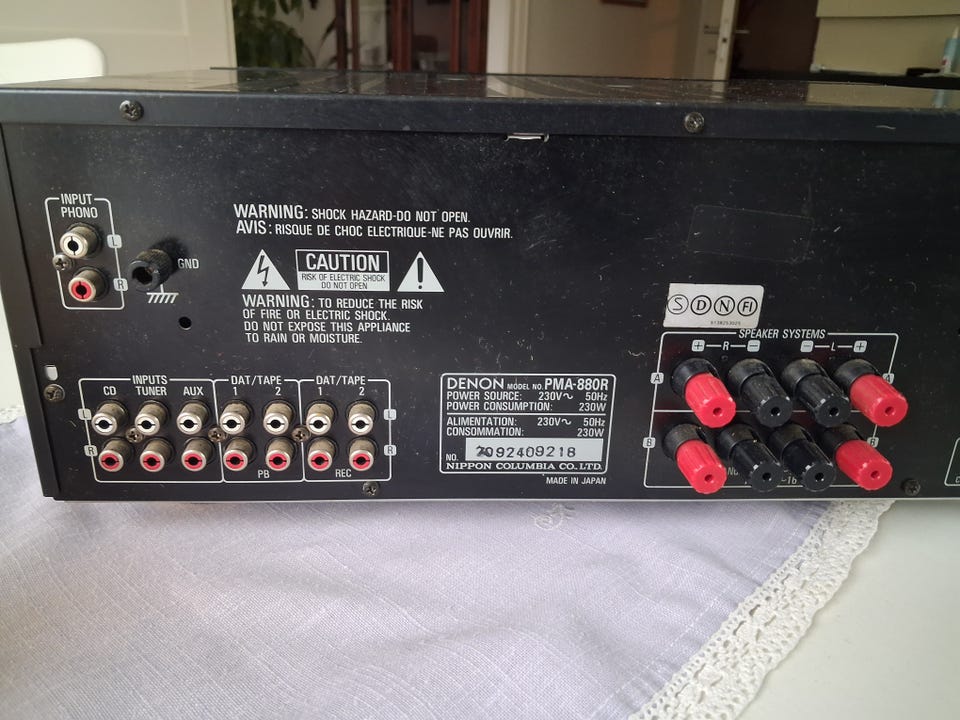 INPUT
PHONO
L
R
GND
WARNING: SHOCK HAZARD-DO NOT OPEN.
AVIS: RISQUE DE CHOC ELECTRIQUE-NE PAS OUVRIR.
CAUTION
RISK OF ELECTRIC SHOCK
DO NOT OPEN
WARNING: TO REDUCE THE RISK
OF FIRE OR ELECTRIC SHOCK.
DO NOT EXPOSE THIS APPLIANCE
TO RAIN OR MOISTURE.
INPUTS
CD TUNER AUX
DAT/TAPE
1 2
DAT/TAPE
1 2
L
L
R
R
PB
REC
DENON MODEL NO. PMA-880R
POWER SOURCE: 230V~ 50Hz
POWER CONSUMPTION: 230W
ALIMENTATION: 230V~ 50Hz
CONSOMMATION: 230W
NO. 2092409218
NIPPON COLUMBIA CO., LTD.
MADE IN JAPAN
S D N FI
5138253025
SPEAKER SYSTEMS
+ R −
− L +
A
A
B
B